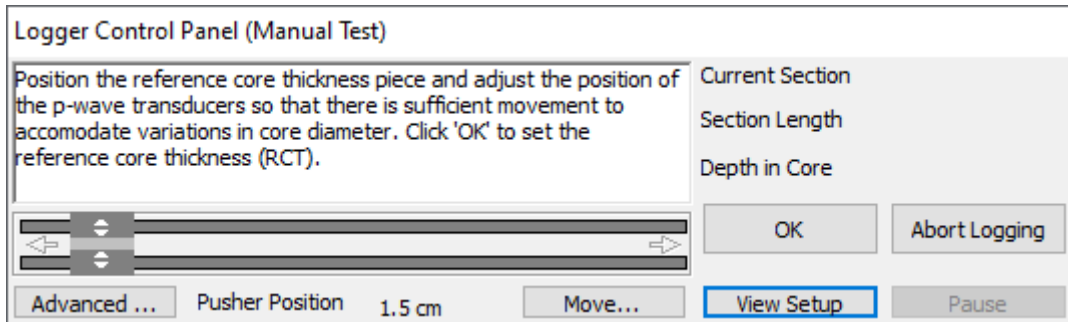 Logger Control Panel (Manual Test)
Position the reference core thickness piece and adjust the position of
the p-wave transducers so that there is sufficient movement to
accomodate variations in core diameter. Click 'OK' to set the
reference core thickness (RCT).
Current Section
Section Length
Depth in Core
OK
Abort Logging
Advanced ...
Pusher Position
1.5 cm
Move...
View Setup
Pause